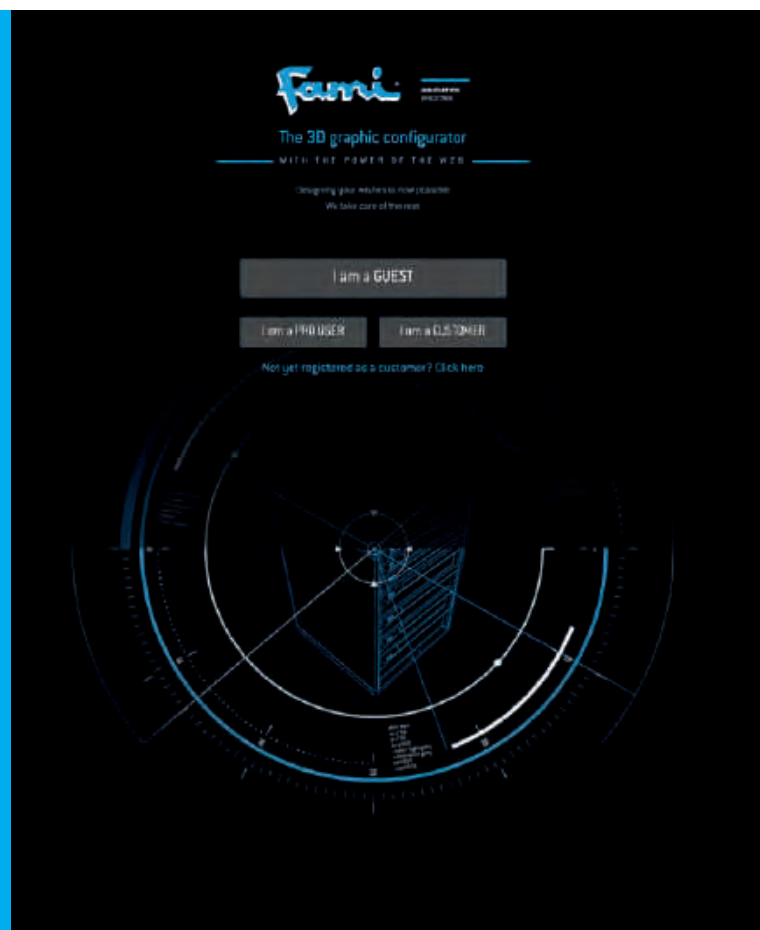 Fami
The 3D graphic configurator
WITH THE POWER OF THE WEB
Designing your wishes is now possible
We take care of the rest
I am a GUEST
I am a PRO USER I am a CUSTOMER
Not yet registered as a customer? Click here